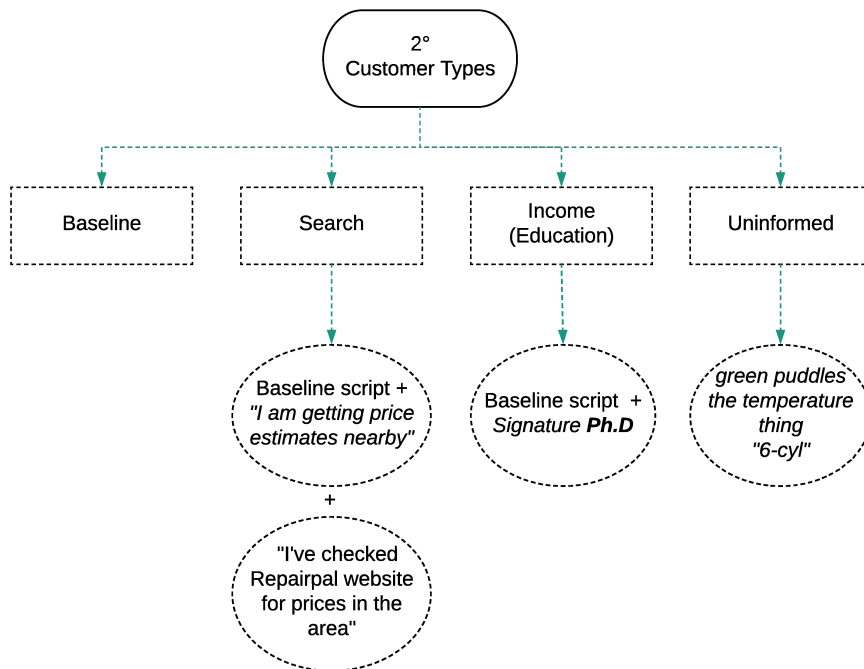 2°
Customer Types
Baseline
Search
Income
(Education)
Uninformed
Baseline script +
"I am getting price
estimates nearby"
+
"I've checked
Repairpal website
for prices in the
area"
Baseline script  +
Signature Ph.D
green puddles
the temperature
thing
"6-cyl"